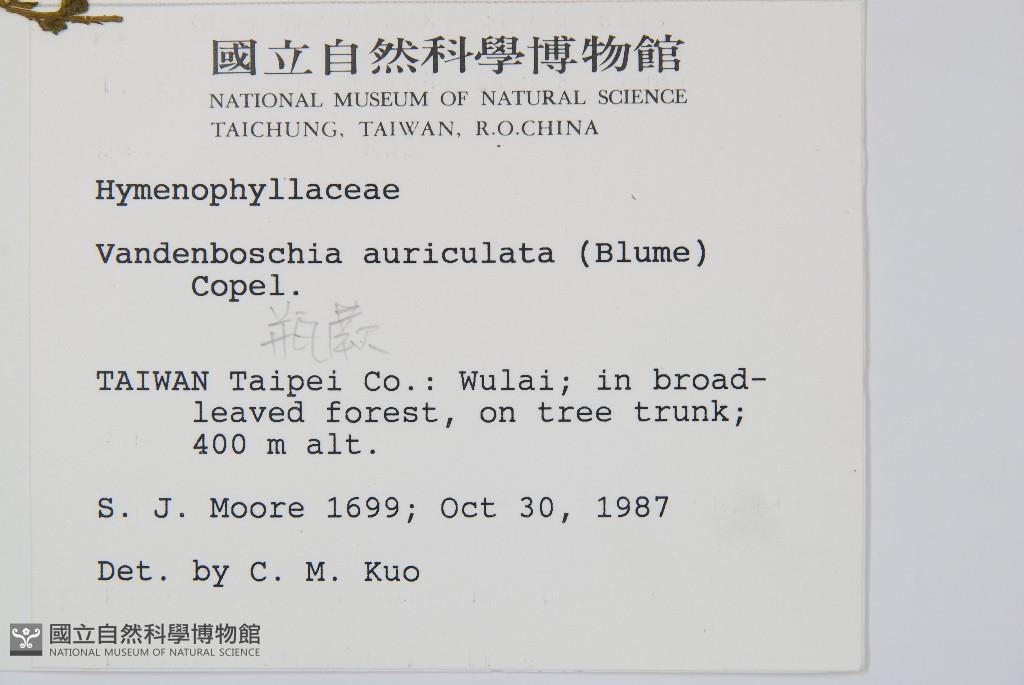 國立自然科學博物館
NATIONAL MUSEUM OF NATURAL SCIENCE
TAICHUNG, TAIWAN, R.O.CHINA
Hymenophyllaceae
Vandenboschia auriculata (Blume)
Copel.
瓶蕨
TAIWAN Taipei Co.: Wulai; in broad-
leaved forest, on tree trunk;
400 m alt.
S. J. Moore 1699; Oct 30, 1987
Det. by C. M. Kuo
國立自然科學博物館
NATIONAL MUSEUM OF NATURAL SCIENCE